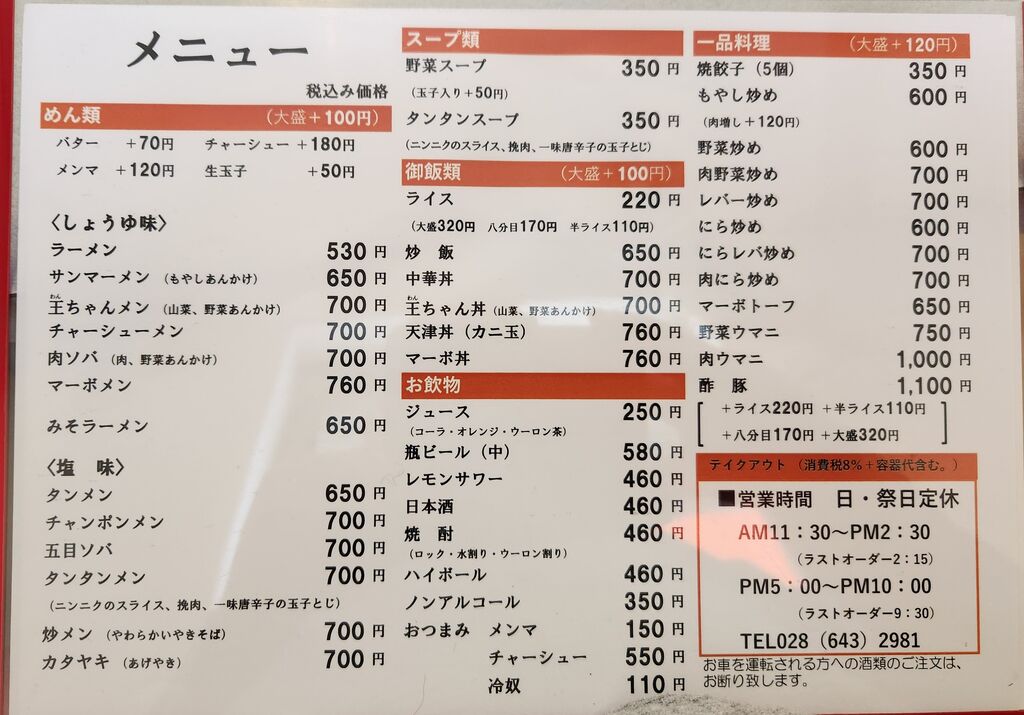 メニュー
税込み価格
めん類 （大盛＋100円）
バター ＋70円 チャーシュー＋180円
メンマ ＋120円 生玉子 ＋50円
〈しょうゆ味〉
ラーメン 530円
サンマーメン（もやしあんかけ） 650円
わん
王ちゃんメン（山菜、野菜あんかけ） 700円
チャーシューメン 700円
肉ソバ（肉、野菜あんかけ） 700円
マーボメン 760円
みそラーメン 650円
〈塩 味〉
タンメン 650円
チャンポンメン 700円
五目ソバ 700円
タンタンメン 700円
（ニンニクのスライス、挽肉、一味唐辛子の玉子とじ）
炒メン（やわらかいやきそば） 700円
カタヤキ（あげやき） 700円
スープ類
野菜スープ 350円
（玉子入り＋50円）
タンタンスープ 350円
（ニンニクのスライス、挽肉、一味唐辛子の玉子とじ）
御飯類 （大盛＋100円）
ライス 220円
（大盛320円 八分目170円 半ライス110円）
炒 飯 650円
中華丼 700円
わん
王ちゃん丼（山菜、野菜あんかけ） 700円
天津丼（カニ玉） 760円
マーボ丼 760円
お飲物
ジュース 250円
（コーラ・オレンジ・ウーロン茶）
瓶ビール（中） 580円
レモンサワー 460円
日本酒 460円
焼 酎 460円
（ロック・水割り・ウーロン割り）
ハイボール 460円
ノンアルコール 350円
おつまみ メンマ 150円
チャーシュー 550円
冷奴 110円
一品料理 （大盛＋120円）
焼餃子（5個） 350円
もやし炒め 600円
（肉増し＋120円）
野菜炒め 600円
肉野菜炒め 700円
レバー炒め 700円
にら炒め 600円
にらレバ炒め 700円
肉にら炒め 700円
マーボトーフ 650円
野菜ウマニ 750円
肉ウマニ 1,000円
酢 豚 1,100円
＋ライス220円 ＋半ライス110円
＋八分目170円 ＋大盛320円
テイクアウト （消費税8%＋容器代含む。）
■営業時間 日・祭日定休
AM11：30〜PM2：30
（ラストオーダー2：15）
PM5：00〜PM10：00
（ラストオーダー9：30）
TEL028（643）2981
お車を運転される方への酒類のご注文は、
お断り致します。